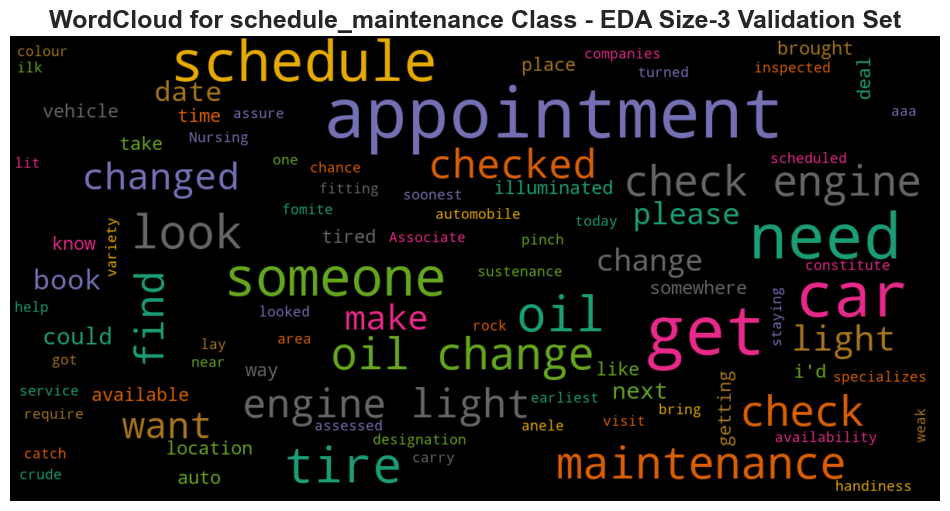 WordCloud for schedule_maintenance Class - EDA Size-3 Validation Set
colour
schedule
companies
brought
ilk
place
turned
inspected
deal
date
vehicle
time
assure
appointment
aaa
take
Nursing
lit
changed
one
chance
checked
scheduled
fitting
soonest
illuminated
check engine
fomite
automobile
today
please
know
variety
look
tired
Associate
pinch
need
book
find
someone
sustenance
change
constitute
somewhere
car
help
looked
make
rock
oil
get
staying
could
area
light
got
lay
near
oil change
way
like
i'd
specializes
service
available
next
getting
require
engine light
earliest
bring
check
weak
want
assessed
anele
visit
designation
availability
catch
location
carry
crude
auto
tire
maintenance
handiness